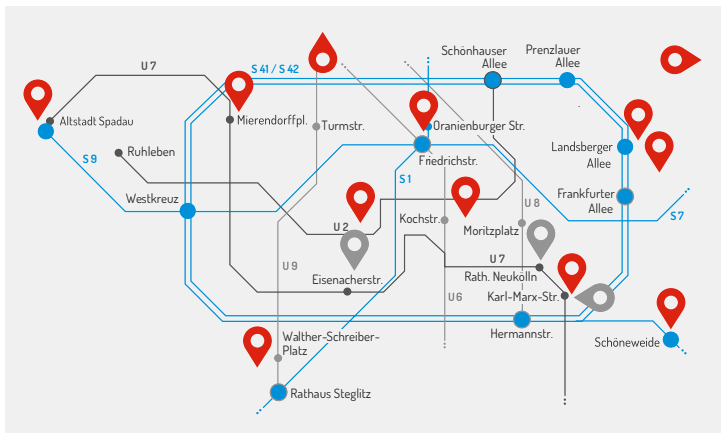 Schönhauser
Allee
Prenzlauer
Allee
U7
S 41 / S 42
Altstadt Spadau
Mierendorffpl.
Turmstr.
Oranienburger Str.
Ruhleben
Friedrichstr.
Landsberger
Allee
S9
S1
Westkreuz
Frankfurter
Allee
U8
U2
Kochstr.
Moritzplatz
S7
U9
U7
Eisenacherstr.
Rath. Neukölln
U6
Karl-Marx-Str.
Hermannstr.
Schöneweide
Walther-Schreiber-
Platz
Rathaus Steglitz